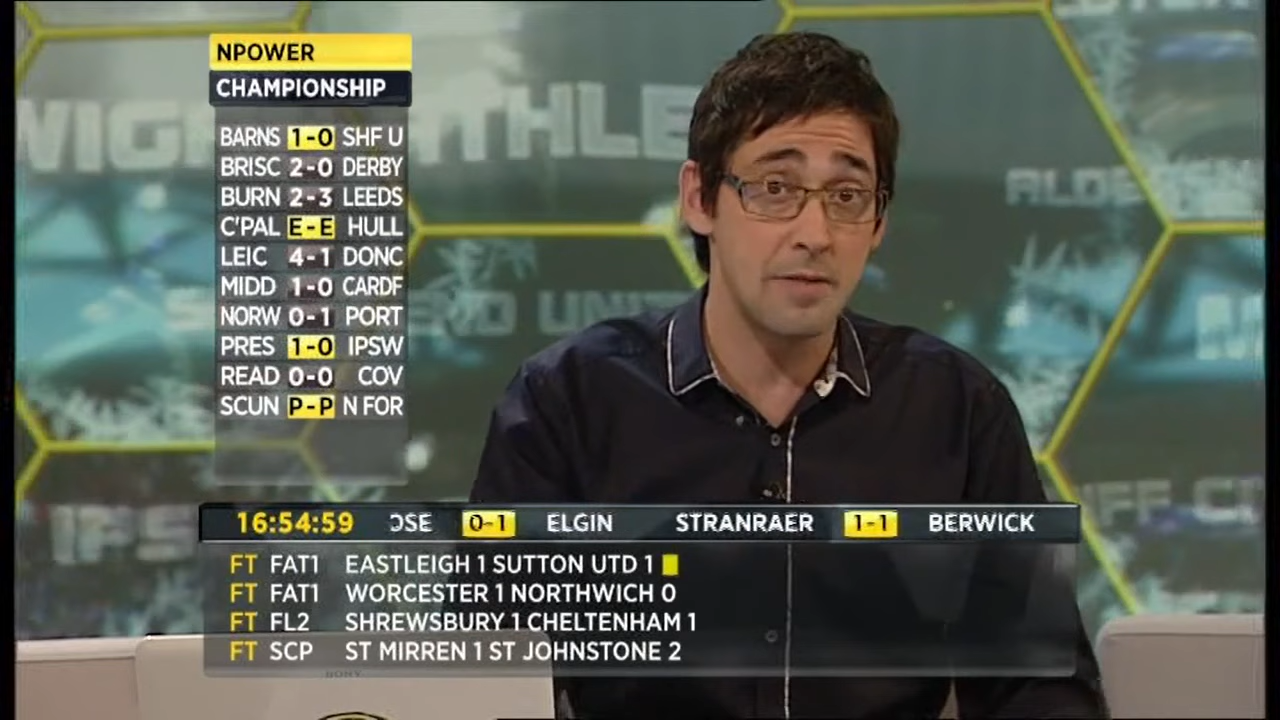 NPOWER
CHAMPIONSHIP
BARNS 1-0 SHF U
BRISC 2-0 DERBY
BURN 2-3 LEEDS
C'PAL E-E HULL
LEIC 4-1 DONC
MIDD 1-0 CARDF
NORW 0-1 PORT
PRES 1-0 IPSW
READ 0-0 COV
SCUN P-P N FOR
16:54:59 OSE 0-1 ELGIN STRANRAER 1-1 BERWICK
FT FAT1 EASTLEIGH 1 SUTTON UTD 1
FT FAT1 WORCESTER 1 NORTHWICH 0
FT FL2 SHREWSBURY 1 CHELTENHAM 1
FT SCP ST MIRREN 1 ST JOHNSTONE 2
SONY